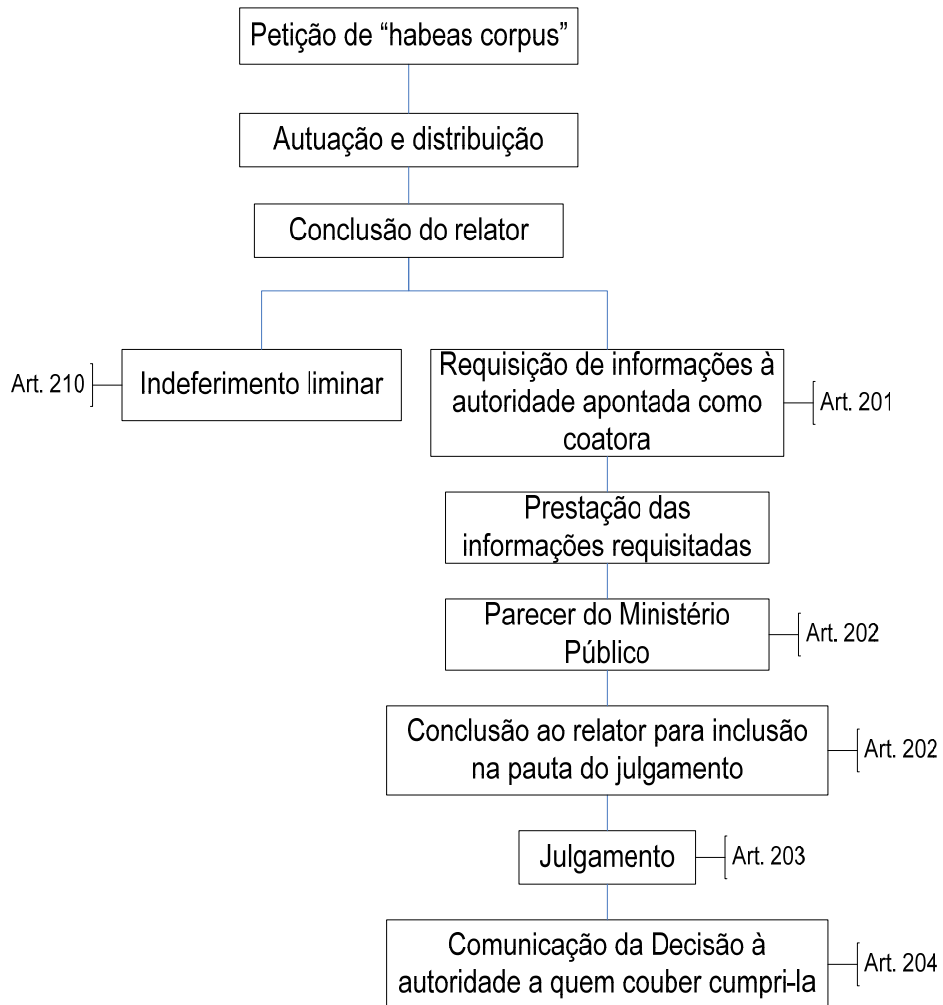 Petição de “habeas corpus”
Autuação e distribuição
Conclusão do relator
Art. 210
Indeferimento liminar
Requisição de informações à
autoridade apontada como
coatora
Art. 201
Prestação das
informações requisitadas
Parecer do Ministério
Público
Art. 202
Conclusão ao relator para inclusão
na pauta do julgamento
Art. 202
Julgamento
Art. 203
Comunicação da Decisão à
autoridade a quem couber cumpri-la
Art. 204